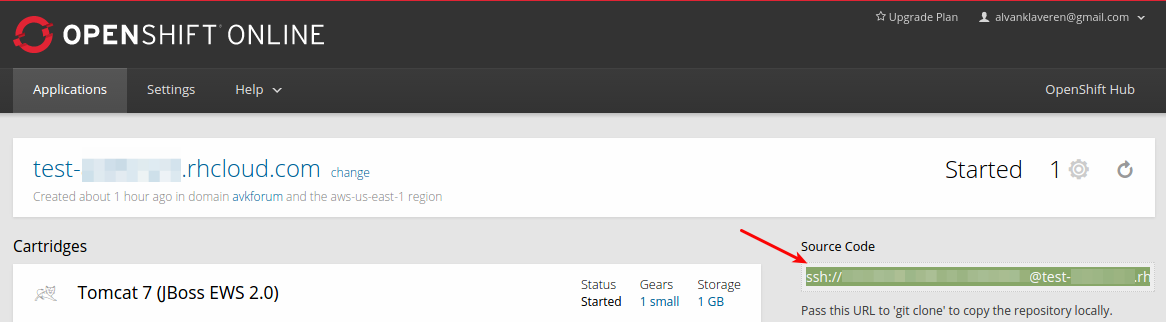 Upgrade Plan alvanklaveren@gmail.com
OPENSHIFT ONLINE
Applications Settings Help OpenShift Hub
test- .rhcloud.com change
Started 1
Created about 1 hour ago in domain avkforum and the aws-us-east-1 region
Cartridges
Source Code
ssh:// @test- .rh
Pass this URL to 'git clone' to copy the repository locally.
Tomcat 7 (JBoss EWS 2.0)
Status Gears Storage
Started 1 small 1 GB